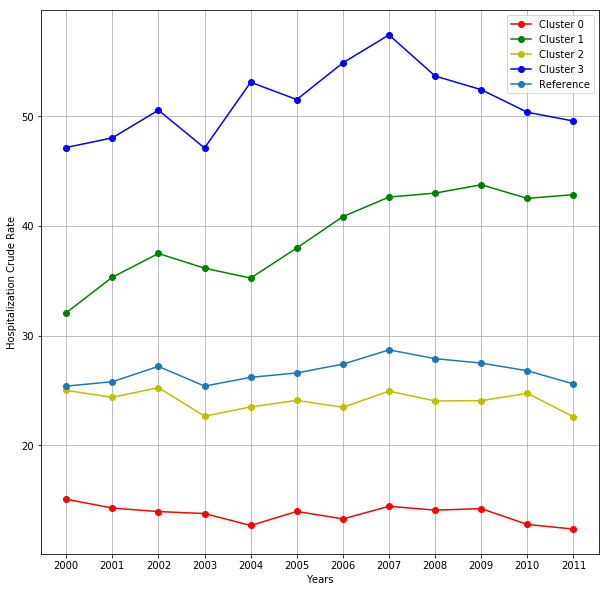 Cluster 0
Cluster 1
Cluster 2
Cluster 3
Reference
Hospitalization Crude Rate
50
40
30
20
2000 2001 2002 2003 2004 2005 2006 2007 2008 2009 2010 2011
Years